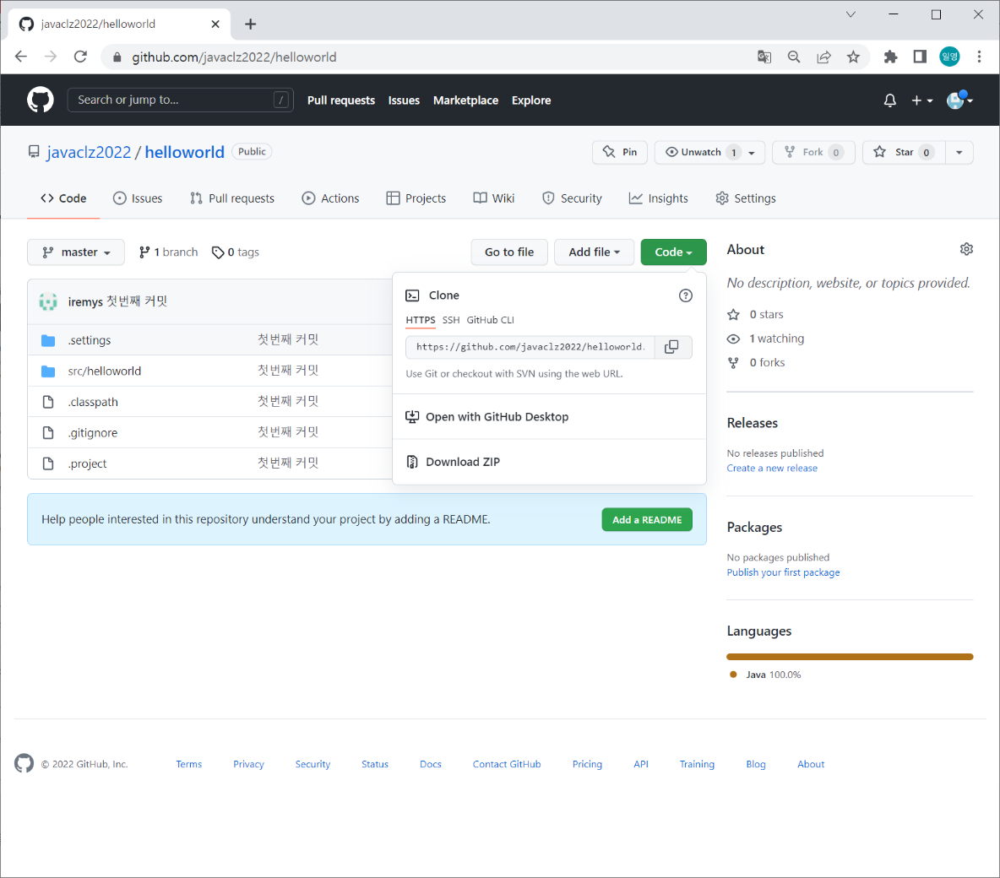 javaclz2022/helloworld
github.com/javaclz2022/helloworld
일영
Search or jump to... / Pull requests Issues Marketplace Explore
javaclz2022 / helloworld Public Pin Unwatch 1 Fork 0 Star 0
Code Issues Pull requests Actions Projects Wiki Security Insights Settings
master 1 branch 0 tags Go to file Add file Code
iremys 첫번째 커밋
.settings 첫번째 커밋
src/helloworld 첫번째 커밋
.classpath 첫번째 커밋
.gitignore 첫번째 커밋
.project 첫번째 커밋
Clone
HTTPS SSH GitHub CLI
https://github.com/javaclz2022/helloworld.
Use Git or checkout with SVN using the web URL.
Open with GitHub Desktop
Download ZIP
Help people interested in this repository understand your project by adding a README. Add a README
About
No description, website, or topics provided.
0 stars
1 watching
0 forks
Releases
No releases published
Create a new release
Packages
No packages published
Publish your first package
Languages
Java 100.0%
© 2022 GitHub, Inc. Terms Privacy Security Status Docs Contact GitHub Pricing API Training Blog About